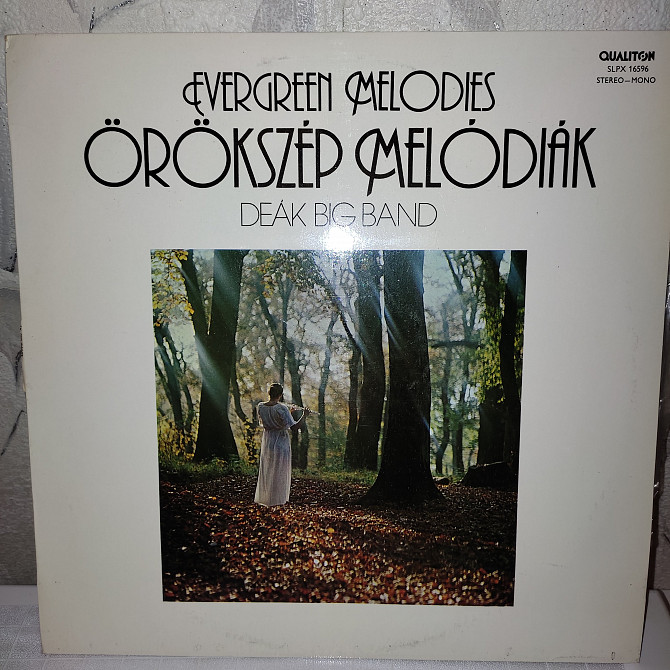 QUALITON
SLPX 16596
STEREO—MONO
EVERGREEN MELODIES
ÖRÖKSZÉP MELÓDIÁK
DEÁK BIG BAND